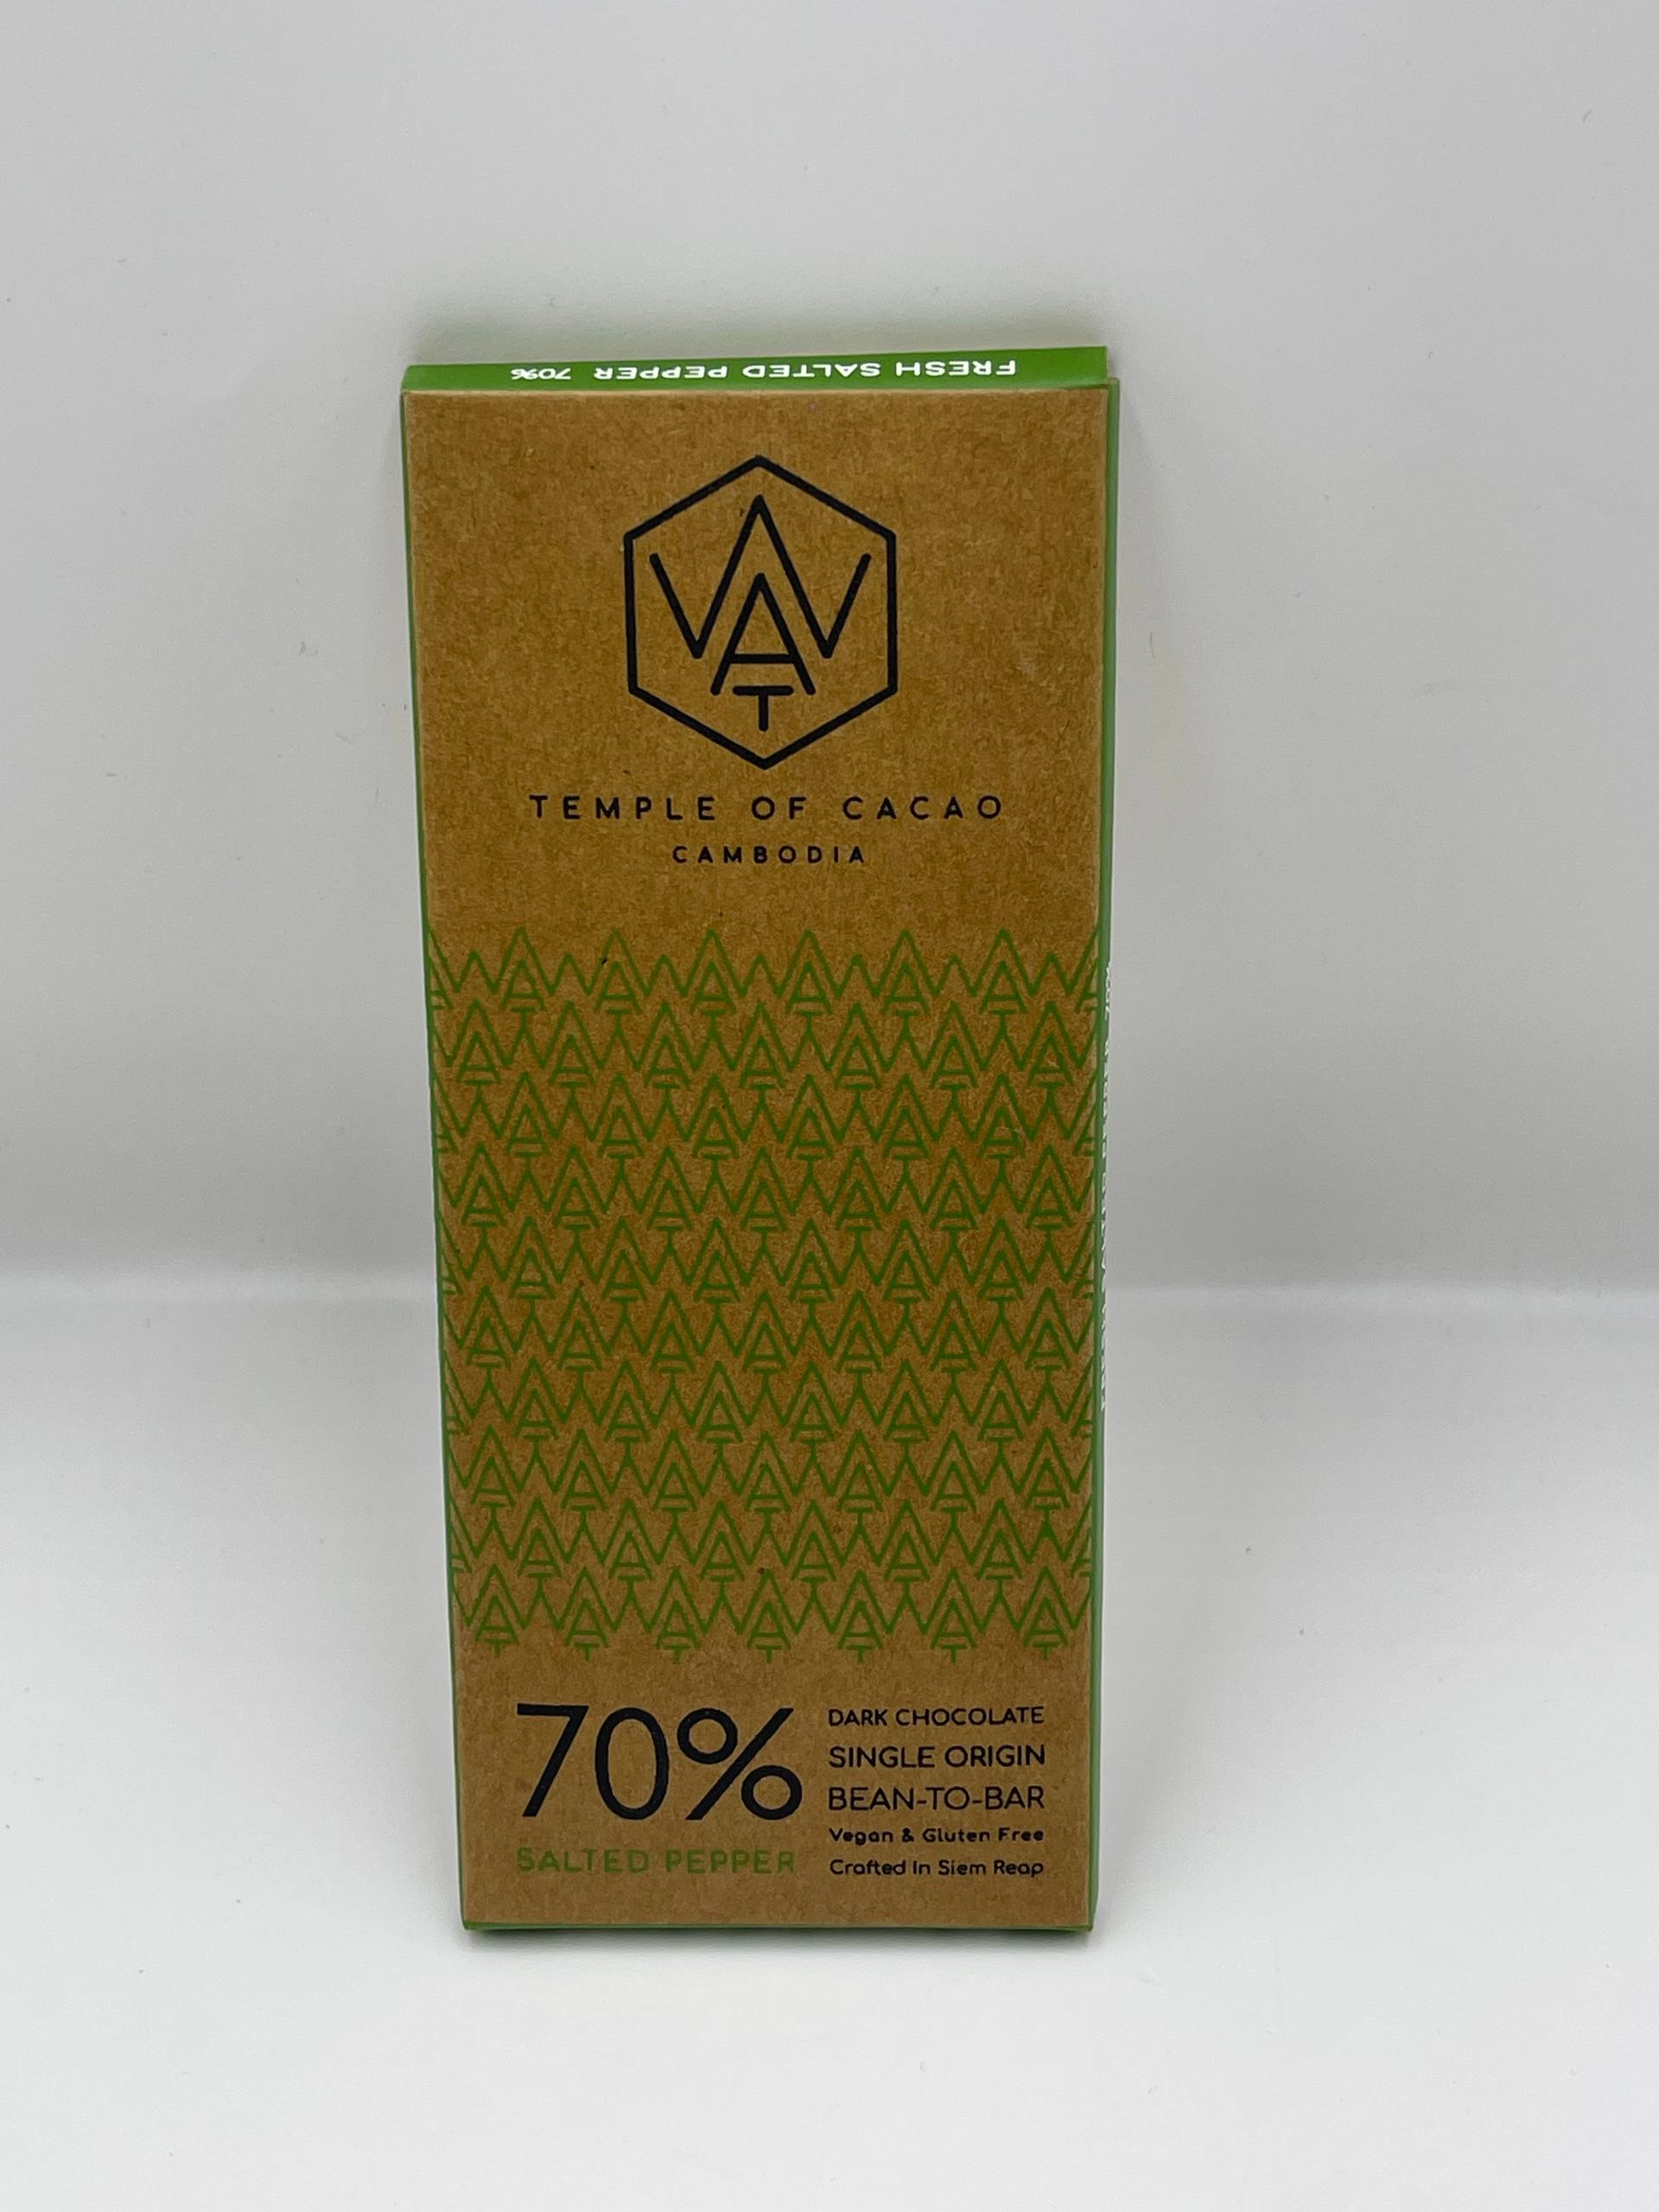 FRESH SALTED PEPPER 70%
WAT
TEMPLE OF CACAO
CAMBODIA
70%
SALTED PEPPER
DARK CHOCOLATE
SINGLE ORIGIN
BEAN-TO-BAR
Vegan & Gluten Free
Crafted In Siem Reap